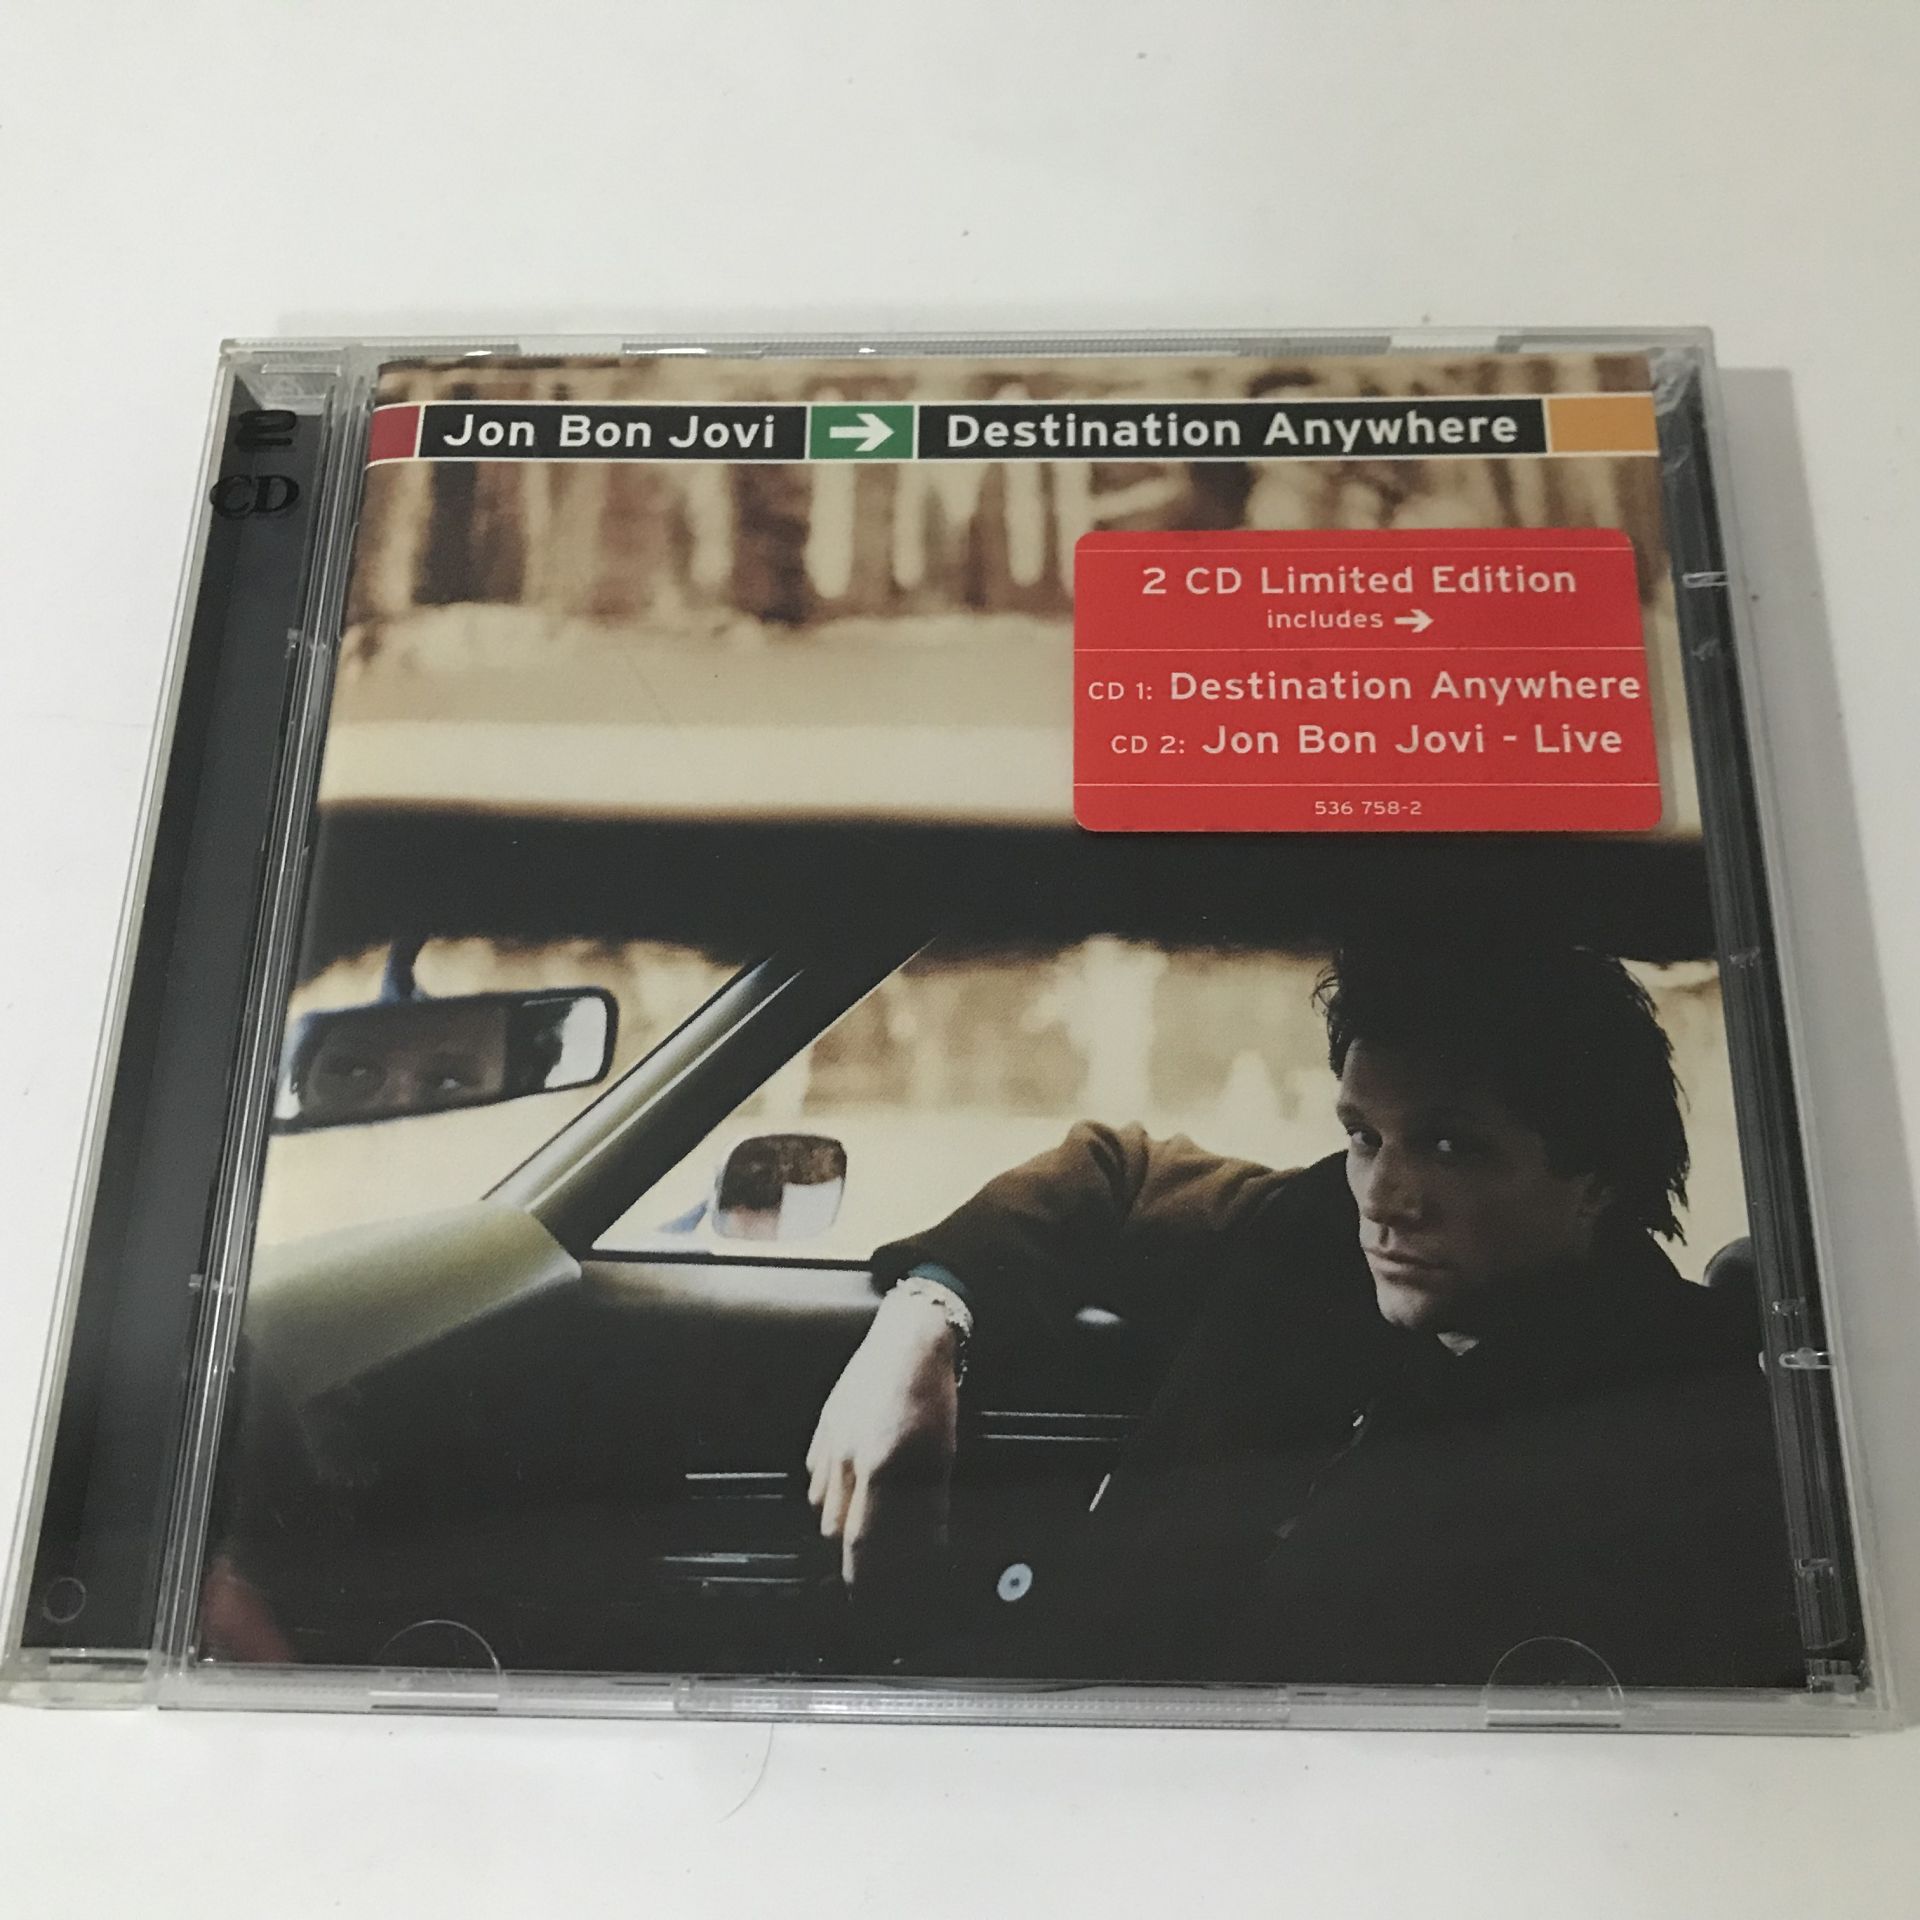 2
CD
Jon Bon Jovi → Destination Anywhere
2 CD Limited Edition
includes →
CD 1: Destination Anywhere
CD 2: Jon Bon Jovi - Live
536 758-2